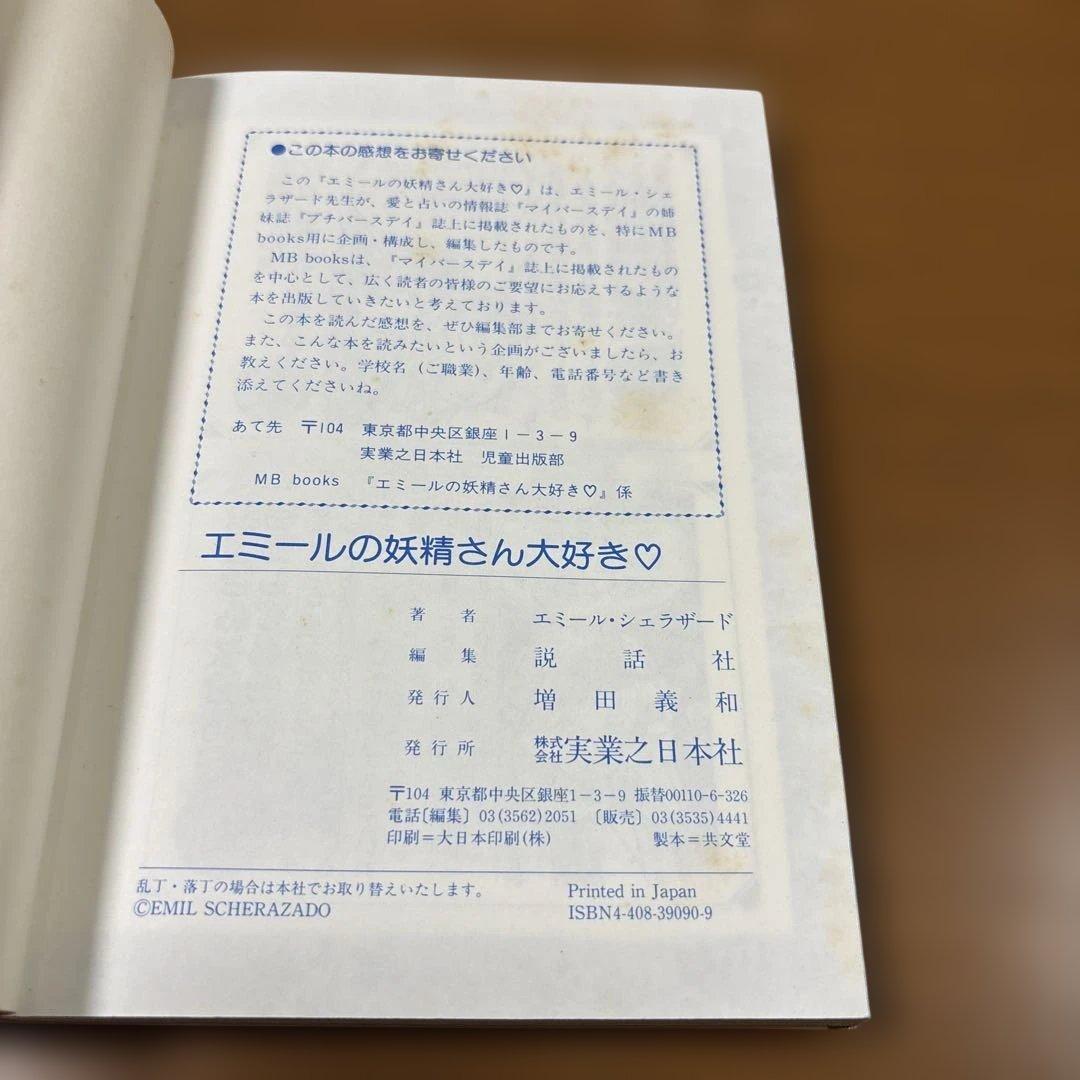 ●この本の感想をお寄せください
この『エミールの妖精さん大好き♡』は、エミール・シェ
ラザード先生が、愛と占いの情報誌『マイバースデイ』の姉
妹誌『プチバースデイ』誌上に掲載されたものを、特にMB
books用に企画・構成し、編集したものです。
MB booksは、『マイバースデイ』誌上に掲載されたもの
を中心として、広く読者の皆様のご要望にお応えするような
本を出版していきたいと考えております。
この本を読んだ感想を、ぜひ編集部までお寄せください。
また、こんな本を読みたいという企画がございましたら、お
教えください。学校名（ご職業）、年齢、電話番号など書き
添えてくださいね。
あて先 〒104 東京都中央区銀座1－3－9
実業之日本社 児童出版部
MB books 『エミールの妖精さん大好き♡』係
エミールの妖精さん大好き♡
著者 エミール・シェラザード
編集 説話社
発行人 増田義和
発行所 株式会社実業之日本社
〒104 東京都中央区銀座1－3－9 振替00110-6-326
電話〔編集〕03(3562)2051 〔販売〕03(3535)4441
印刷＝大日本印刷(株) 製本＝共文堂
乱丁・落丁の場合は本社でお取り替えいたします。 Printed in Japan
©EMIL SCHERAZADO ISBN4-408-39090-9